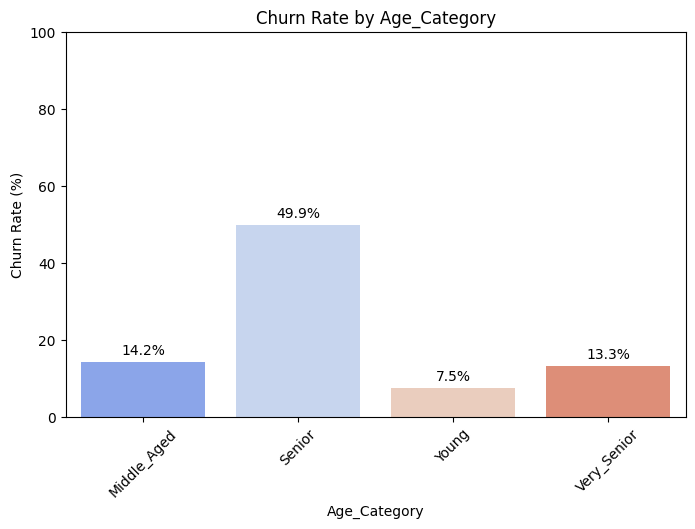 Churn Rate by Age_Category
Churn Rate (%)
100
80
60
40
20
0
14.2%
49.9%
7.5%
13.3%
Middle_Aged
Senior
Young
Very_Senior
Age_Category